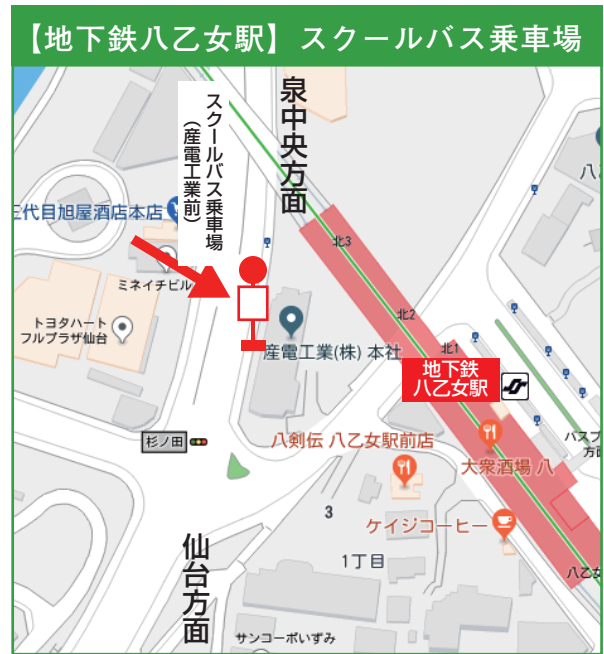 【地下鉄八乙女駅】スクールバス乗車場
泉中央方面
スクールバス乗車場
（産電工業前）
三代目旭屋酒店本店
ミネイチビル
トヨタハート
フルプラザ仙台
北3
北2
北1
産電工業(株) 本社
地下鉄
八乙女駅
杉ノ田
八剣伝 八乙女駅前店
大衆酒場 八
バスプ
方面
ケイジコーヒー
3
1丁目
八乙女
仙台方面
サンコーポいずみ